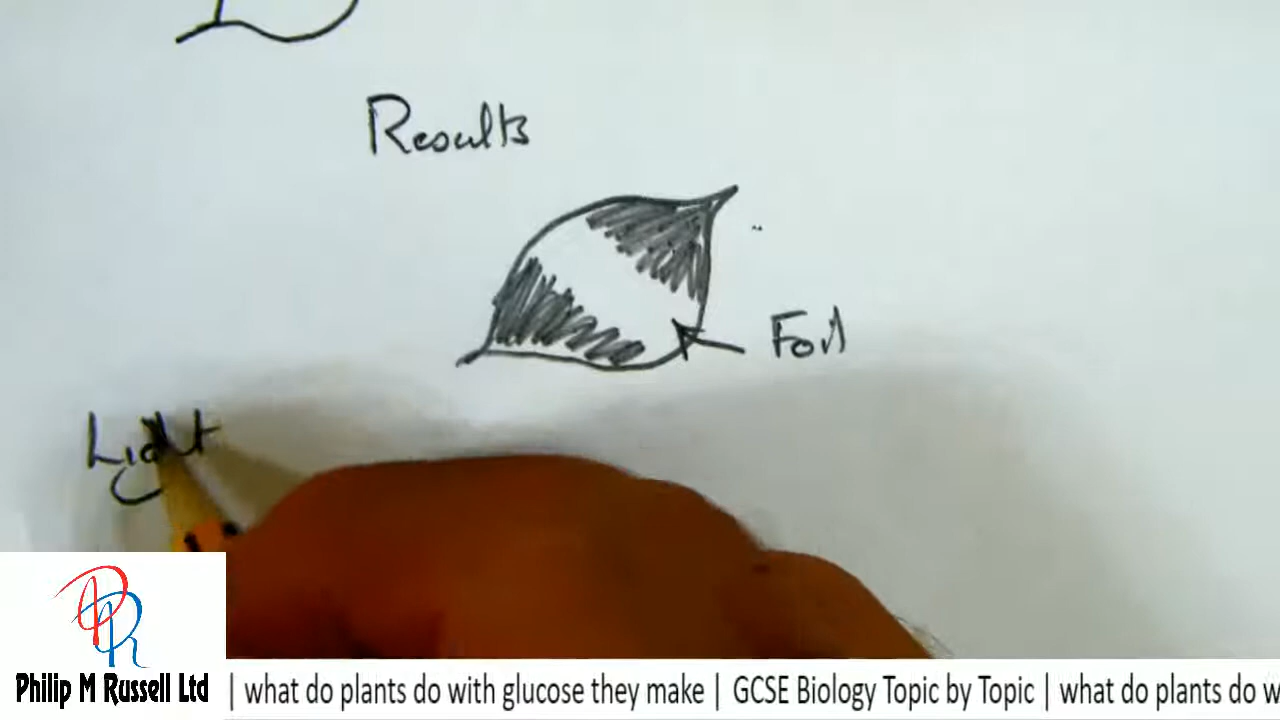 Results
Foil
Light
Philip M Russell Ltd
| what do plants do with glucose they make | GCSE Biology Topic by Topic | what do plants do w